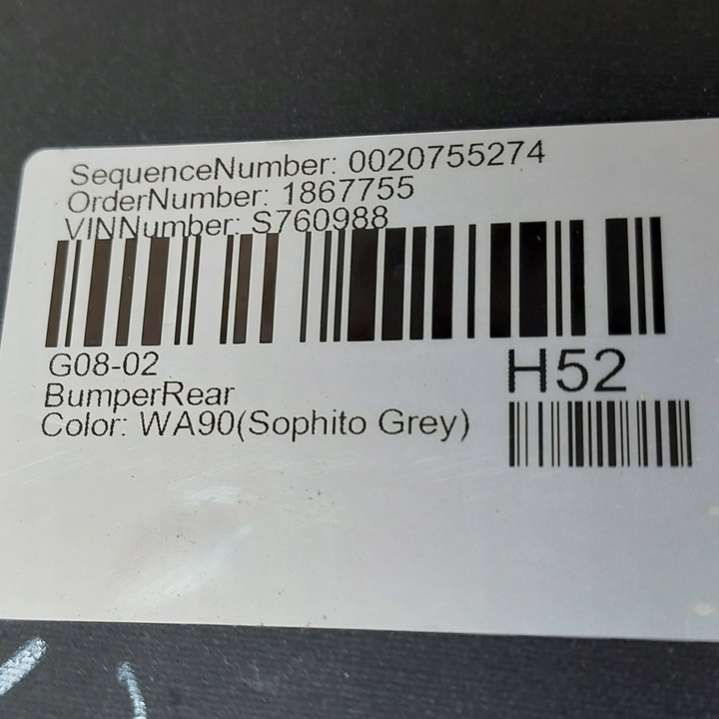 SequenceNumber: 0020755274
OrderNumber: 1867755
VINNumber: S760988
G08-02
H52
BumperRear
Color: WA90(Sophito Grey)